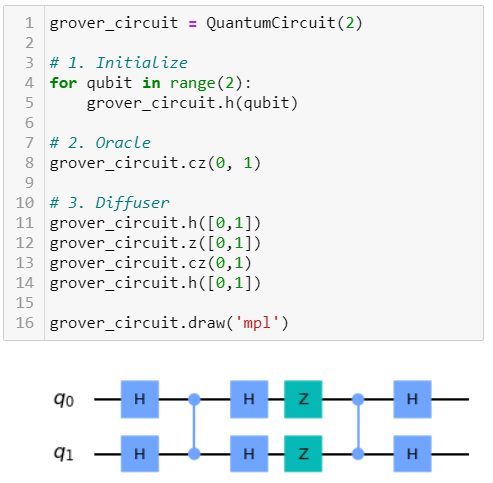 1 grover_circuit = QuantumCircuit(2)
2
3 # 1. Initialize
4 for qubit in range(2):
5     grover_circuit.h(qubit)
6
7 # 2. Oracle
8 grover_circuit.cz(0, 1)
9
10 # 3. Diffuser
11 grover_circuit.h([0,1])
12 grover_circuit.z([0,1])
13 grover_circuit.cz(0,1)
14 grover_circuit.h([0,1])
15
16 grover_circuit.draw('mpl')
q0 H H Z H
q1 H H Z H